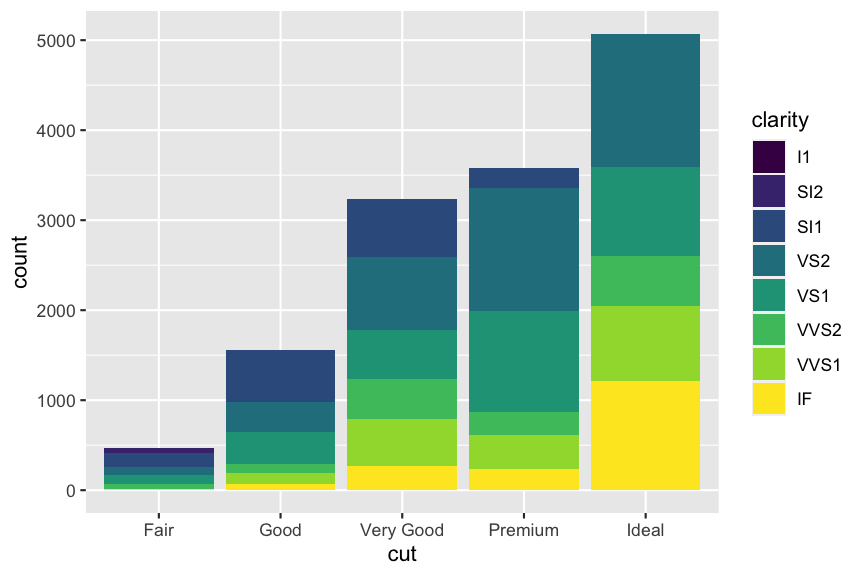 5000
4000
3000
2000
1000
0
count
Fair
Good
Very Good
Premium
Ideal
cut
clarity
I1
SI2
SI1
VS2
VS1
VVS2
VVS1
IF